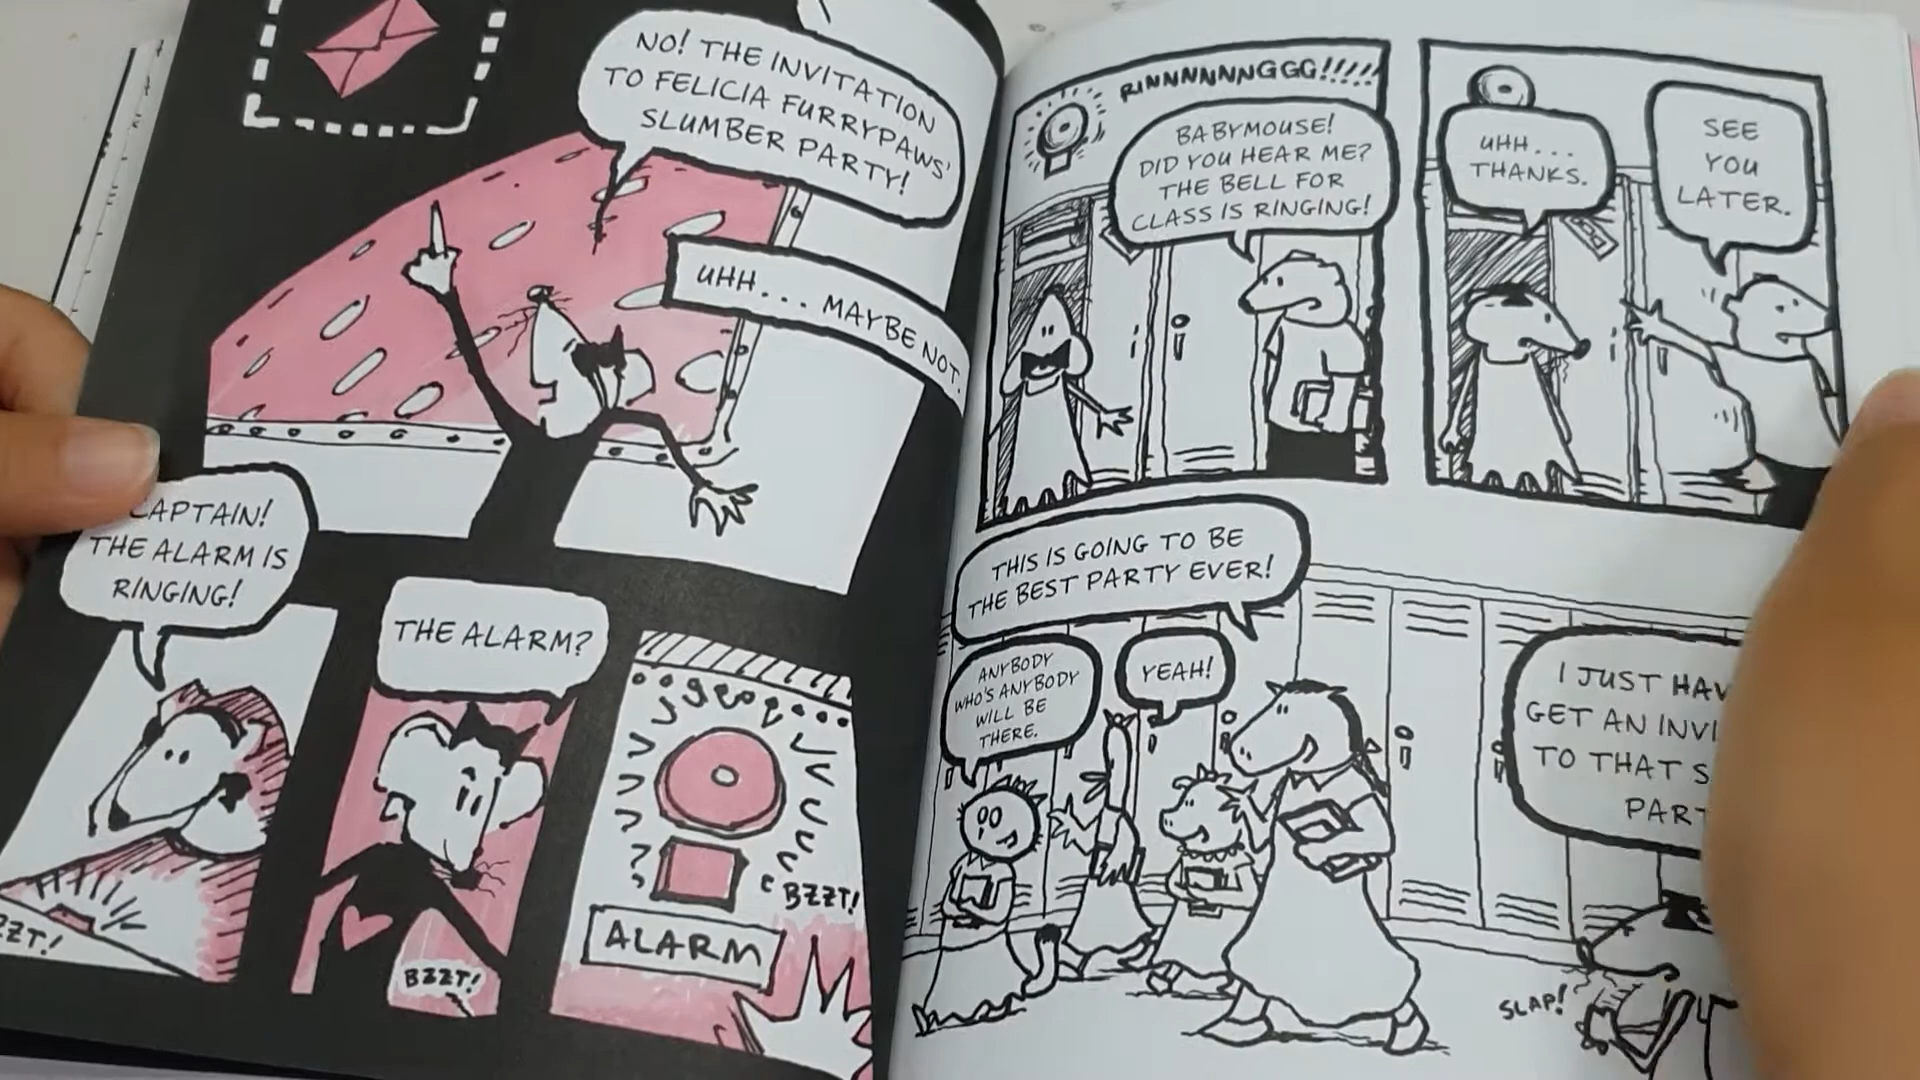 NO! THE INVITATION
TO FELICIA FURRYPAWS'
SLUMBER PARTY!
UHH... MAYBE NOT.
CAPTAIN!
THE ALARM IS
RINGING!
THE ALARM?
BZZT!
BZZT!
ALARM
RINNNNNNGGG!!!!!
BABYMOUSE!
DID YOU HEAR ME?
THE BELL FOR
CLASS IS RINGING!
UHH...
THANKS.
SEE
YOU
LATER.
THIS IS GOING TO BE
THE BEST PARTY EVER!
ANYBODY
WHO'S ANYBODY
WILL BE
THERE.
YEAH!
I JUST
GET AN
TO THAT
SLAP!